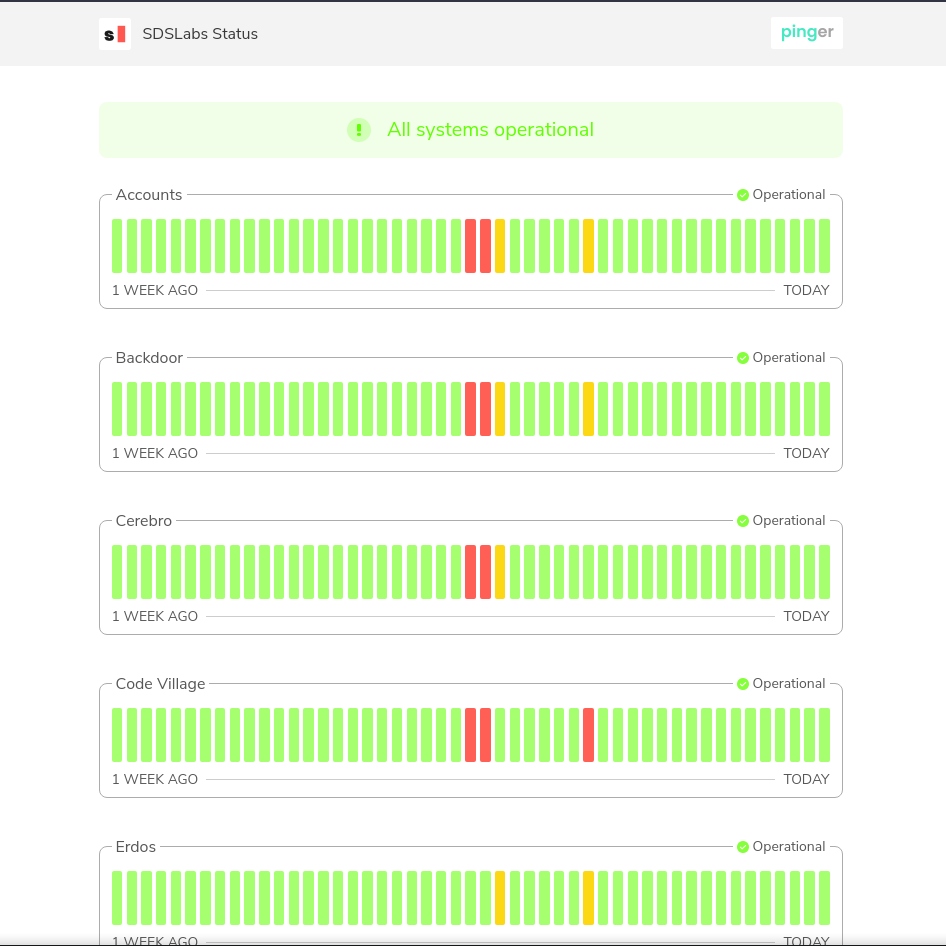 s SDSLabs Status pinger
! All systems operational
Accounts Operational
1 WEEK AGO TODAY
Backdoor Operational
1 WEEK AGO TODAY
Cerebro Operational
1 WEEK AGO TODAY
Code Village Operational
1 WEEK AGO TODAY
Erdos Operational
1 WEEK AGO TODAY